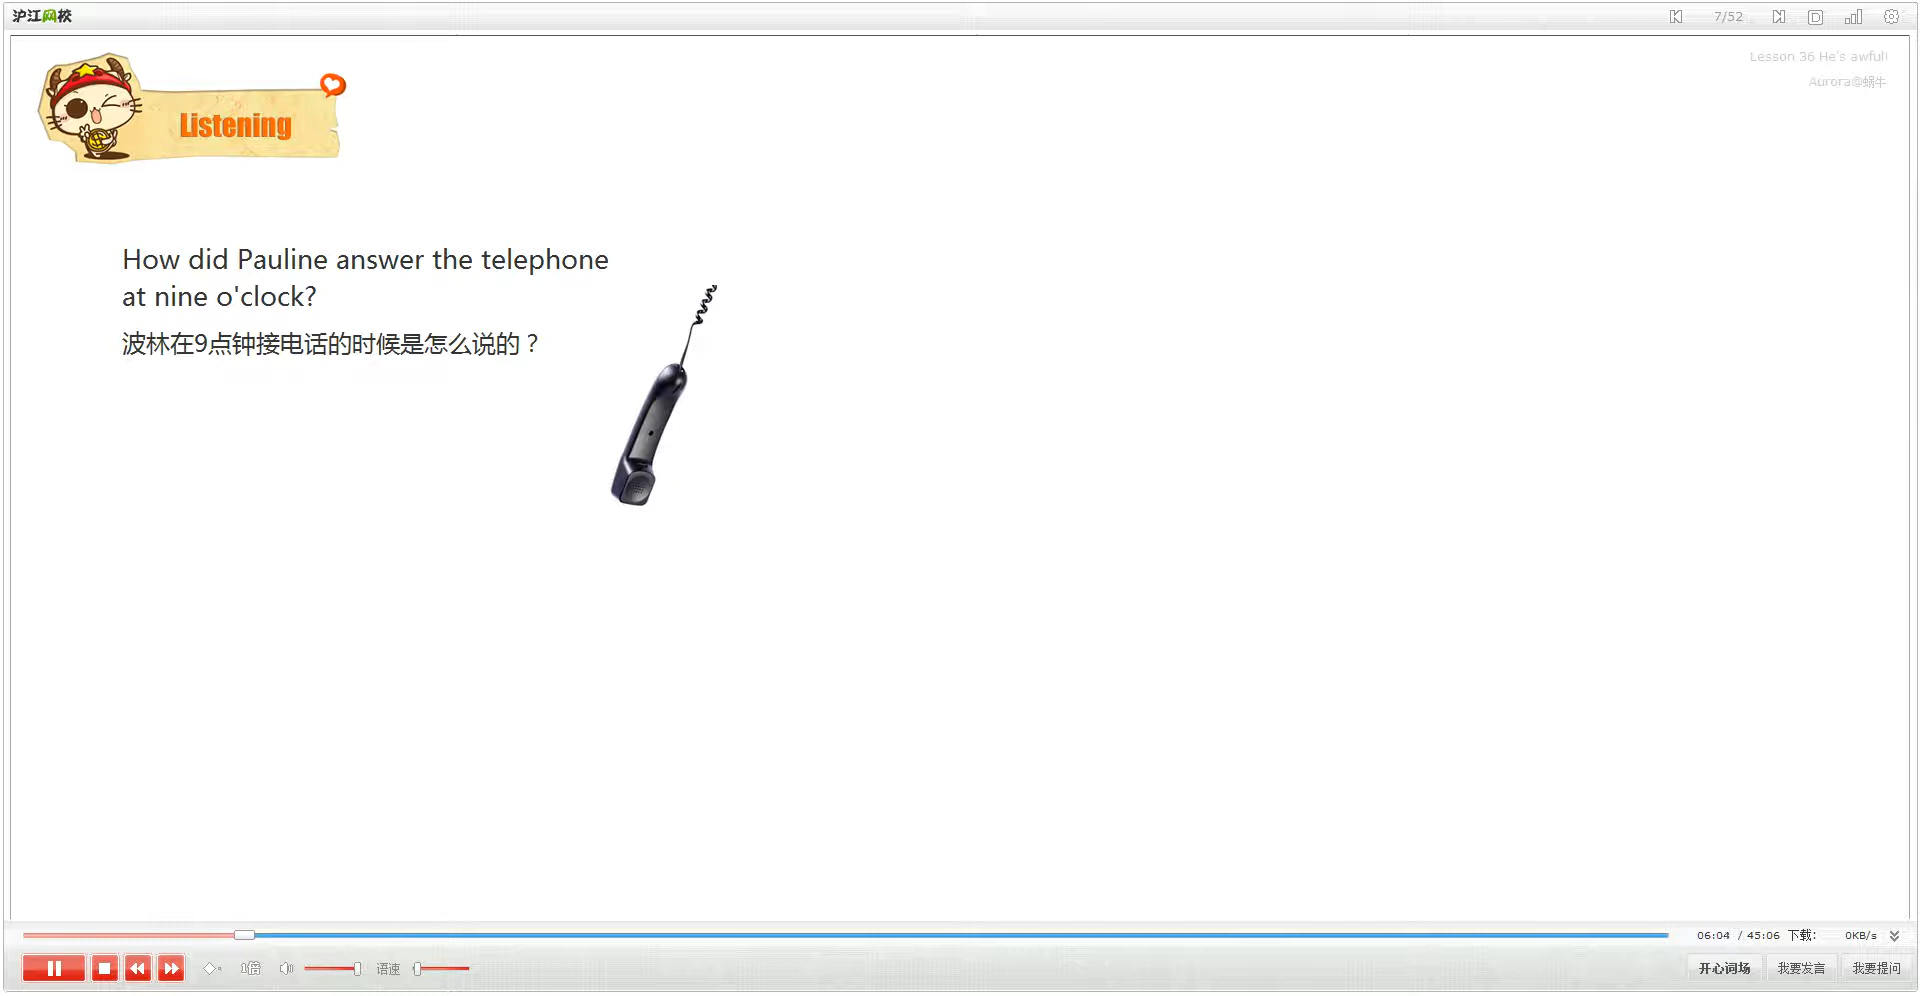 沪江网校
7/52
Lesson 36 He's awful!
Aurora@蜗牛
Listening
How did Pauline answer the telephone
at nine o'clock?
波林在9点钟接电话的时候是怎么说的？
06:04 / 45:06 下载: 0KB/s
1倍
语速
开心词场
我要发言
我要提问